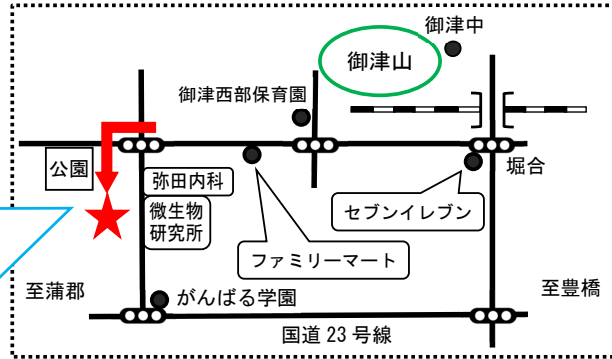 御津中
御津山
御津西部保育園
公園
弥田内科
微生物
研究所
ファミリーマート
セブンイレブン
堀合
至蒲郡
がんばる学園
至豊橋
国道 23 号線